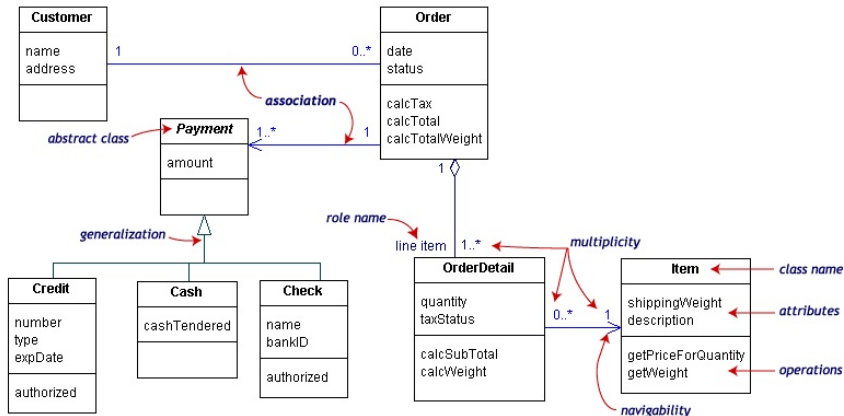 Customer
name
address
1
0..*
Order
date
status
calcTax
calcTotal
calcTotalWeight
association
abstract class
Payment
amount
1..*
1
1
generalization
role name
line item
1..*
multiplicity
Credit
number
type
expDate
authorized
Cash
cashTendered
Check
name
bankID
authorized
OrderDetail
quantity
taxStatus
calcSubTotal
calcWeight
0..*
1
Item
shippingWeight
description
getPriceForQuantity
getWeight
class name
attributes
operations
navigability